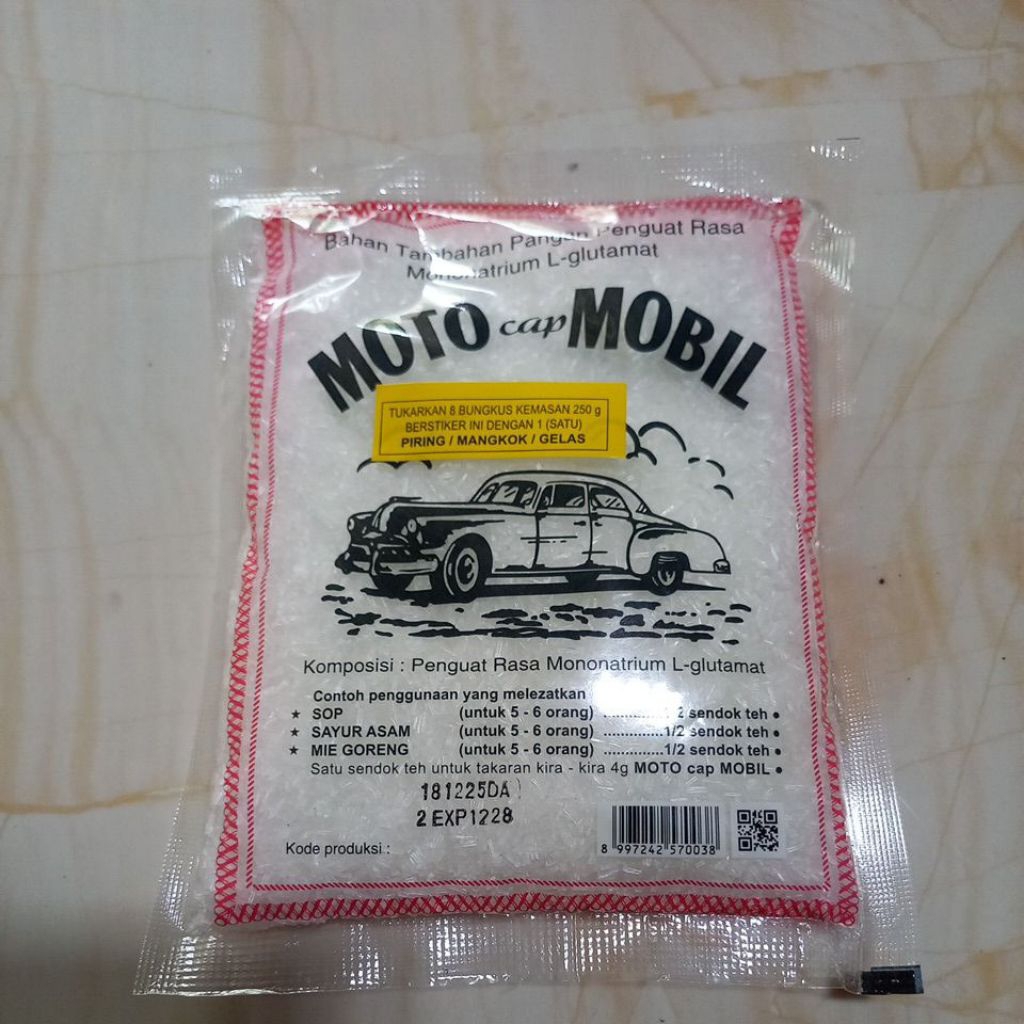 Bahan Tambahan Pangan Penguat Rasa
Mononatrium L-glutamat
MOTO cap MOBIL
TUKARKAN 8 BUNGKUS KEMASAN 250 g
BERSTIKER INI DENGAN 1 (SATU)
PIRING / MANGKOK / GELAS
Komposisi : Penguat Rasa Mononatrium L-glutamat
Contoh penggunaan yang melezatkan
★ SOP (untuk 5 - 6 orang) ..............1/2 sendok teh ●
★ SAYUR ASAM (untuk 5 - 6 orang) ..............1/2 sendok teh ●
★ MIE GORENG (untuk 5 - 6 orang) ..............1/2 sendok teh ●
Satu sendok teh untuk takaran kira - kira 4g MOTO cap MOBIL ●
181225DA
2 EXP1228
Kode produksi :
8 997242 570038